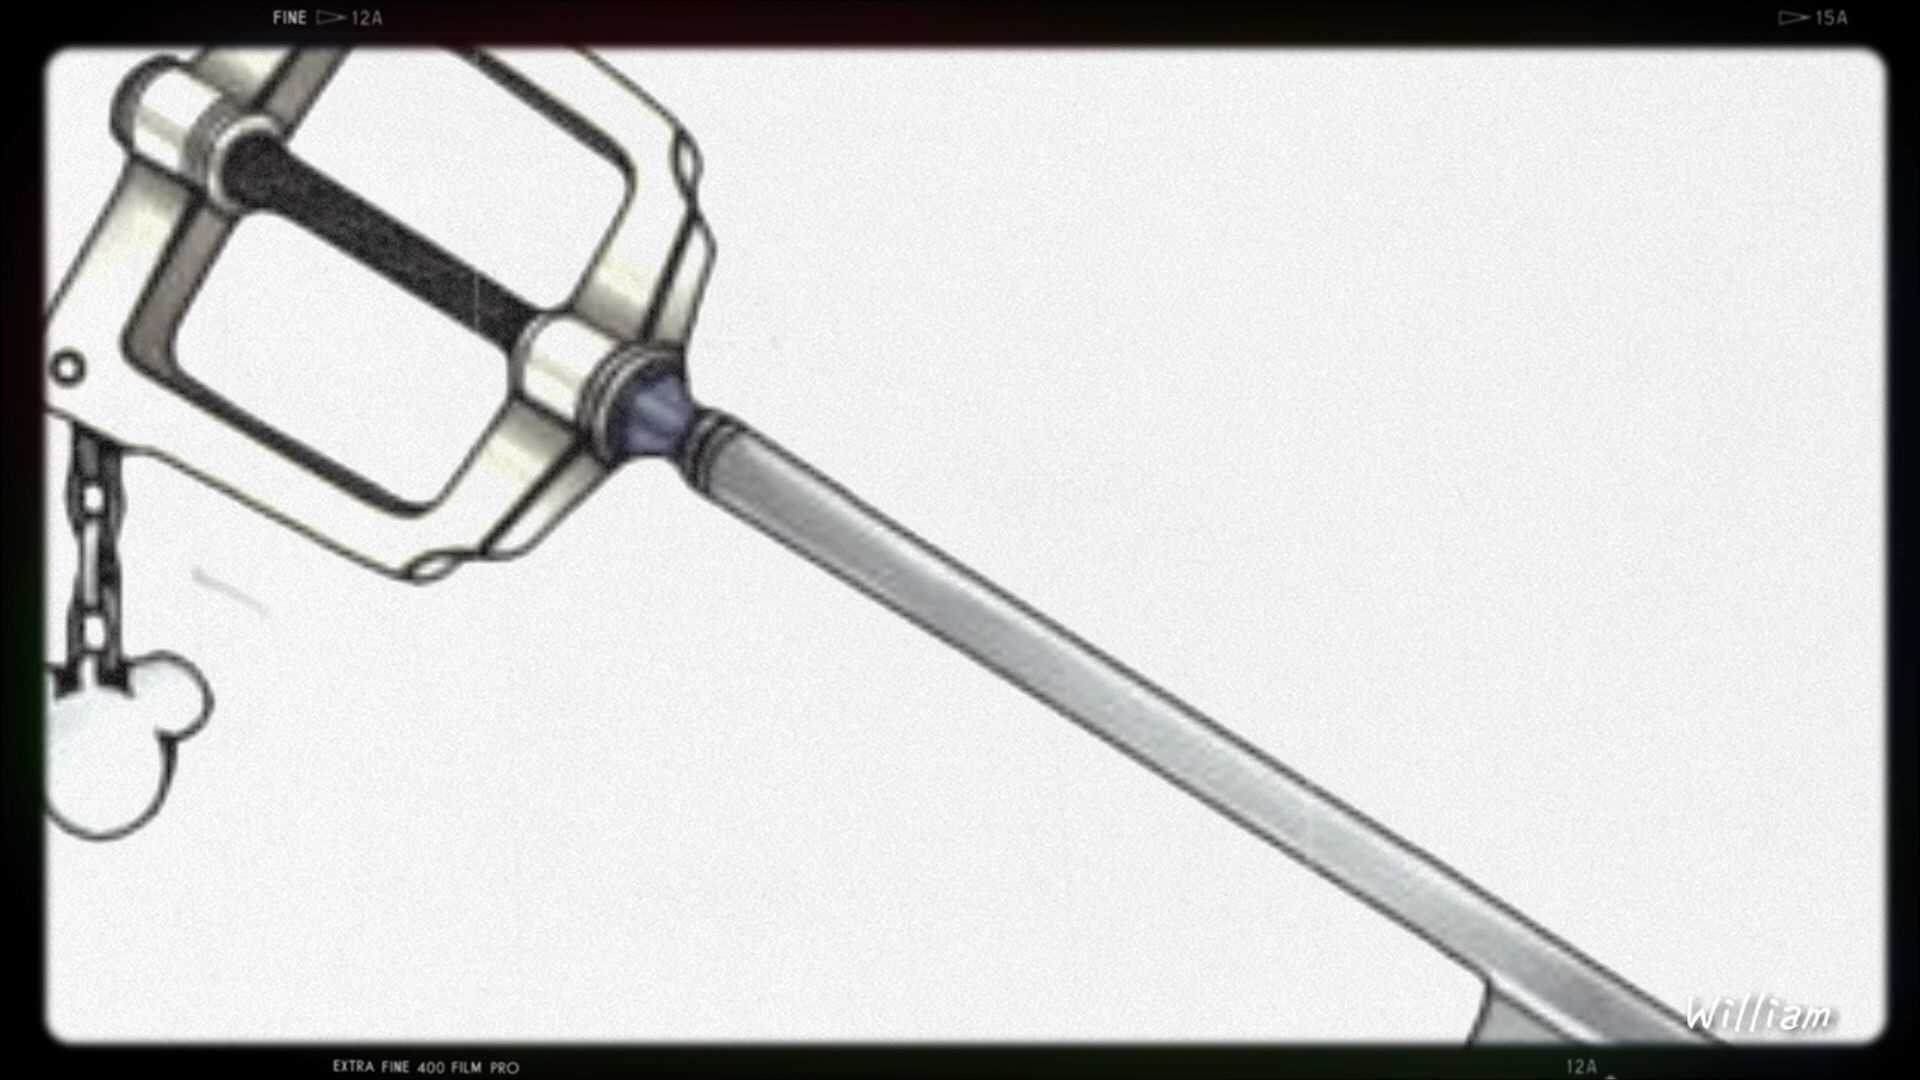 FINE 12A
15A
William
EXTRA FINE 400 FILM PRO
12A